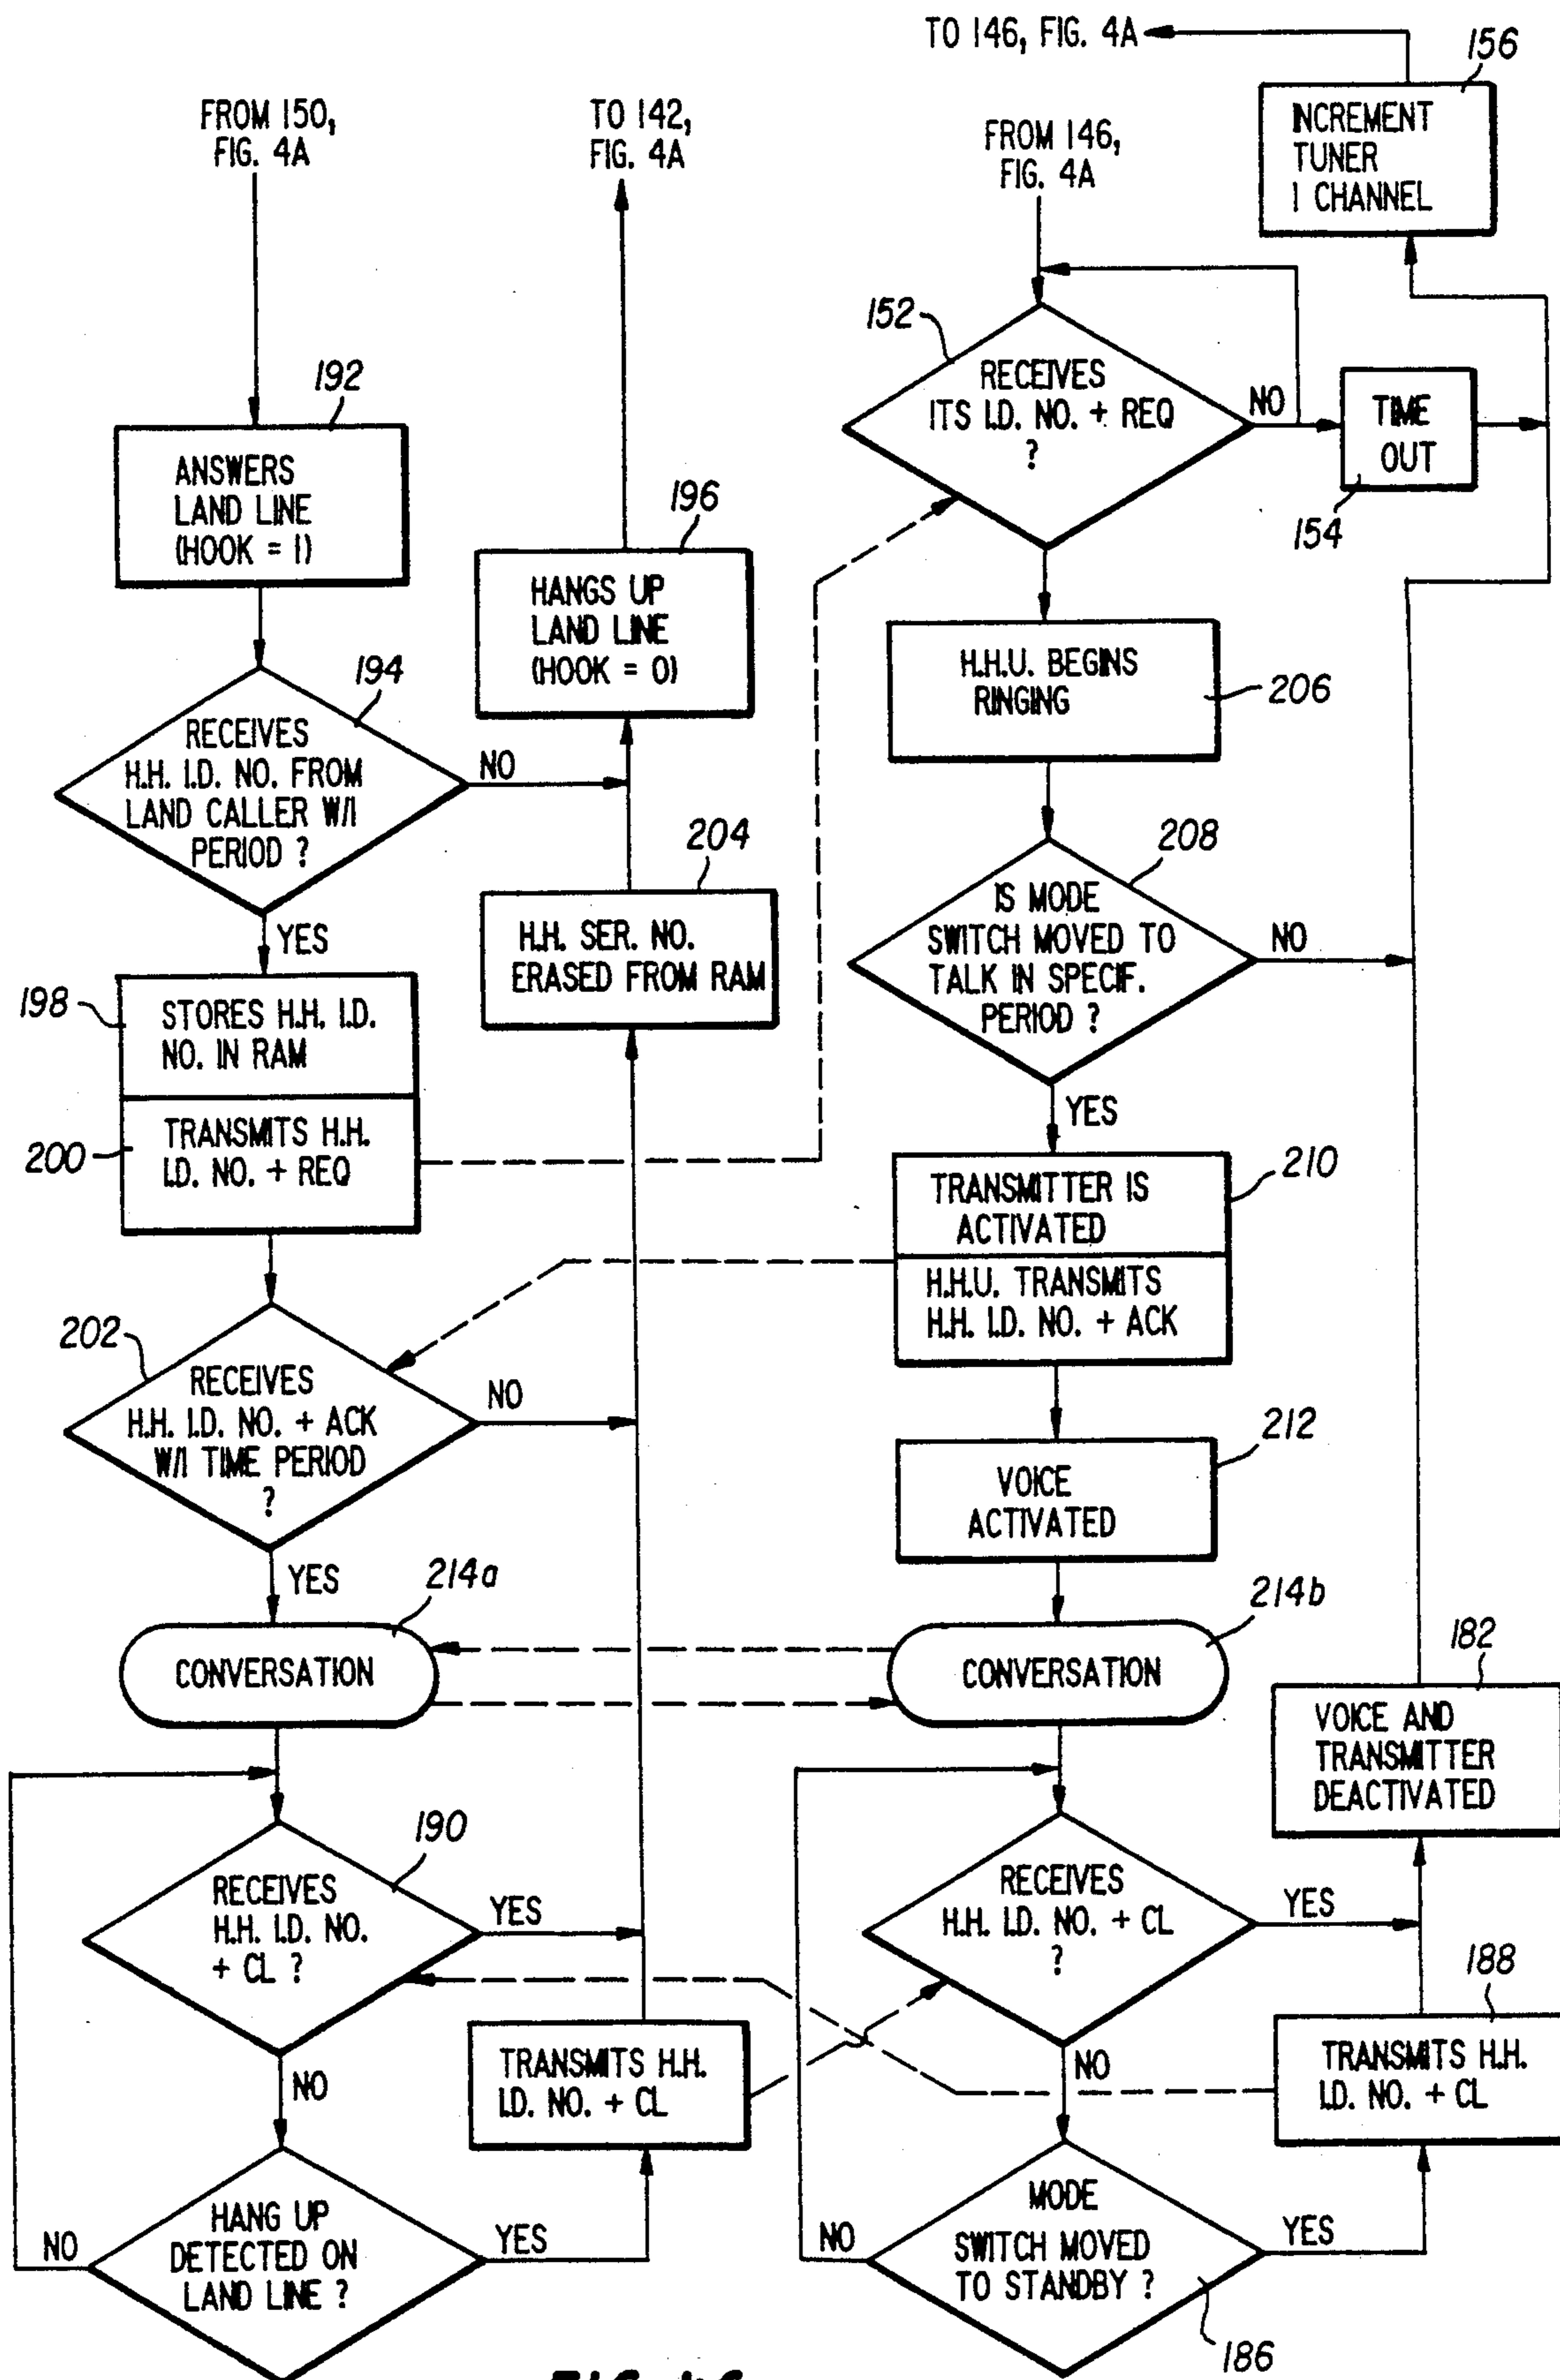 TO 146, FIG. 4A
156
INCREMENT
TUNER
1 CHANNEL
FROM 150,
FIG. 4A
TO 142,
FIG. 4A
FROM 146,
FIG. 4A
152
RECEIVES
ITS I.D. NO. + REQ
?
NO
TIME
OUT
154
192
ANSWERS
LAND LINE
(HOOK = 1)
196
HANGS UP
LAND LINE
(HOOK = 0)
194
RECEIVES
H.H. I.D. NO. FROM
LAND CALLER W/I
PERIOD ?
NO
YES
H.H.U. BEGINS
RINGING
206
204
H.H. SER. NO.
ERASED FROM RAM
208
IS MODE
SWITCH MOVED TO
TALK IN SPECIF.
PERIOD ?
NO
YES
198
STORES H.H. I.D.
NO. IN RAM
200
TRANSMITS H.H.
I.D. NO. + REQ
210
TRANSMITTER IS
ACTIVATED
H.H.U. TRANSMITS
H.H. I.D. NO. + ACK
202
RECEIVES
H.H. I.D. NO. + ACK
W/I TIME PERIOD
?
NO
YES
212
VOICE
ACTIVATED
214a
CONVERSATION
214b
CONVERSATION
182
VOICE AND
TRANSMITTER
DEACTIVATED
190
RECEIVES
H.H. I.D. NO.
+ CL ?
YES
NO
RECEIVES
H.H. I.D. NO. + CL
?
YES
NO
188
TRANSMITS H.H.
I.D. NO. + CL
TRANSMITS H.H.
I.D. NO. + CL
HANG UP
DETECTED ON
LAND LINE ?
NO
YES
MODE
SWITCH MOVED
TO STANDBY ?
NO
YES
186